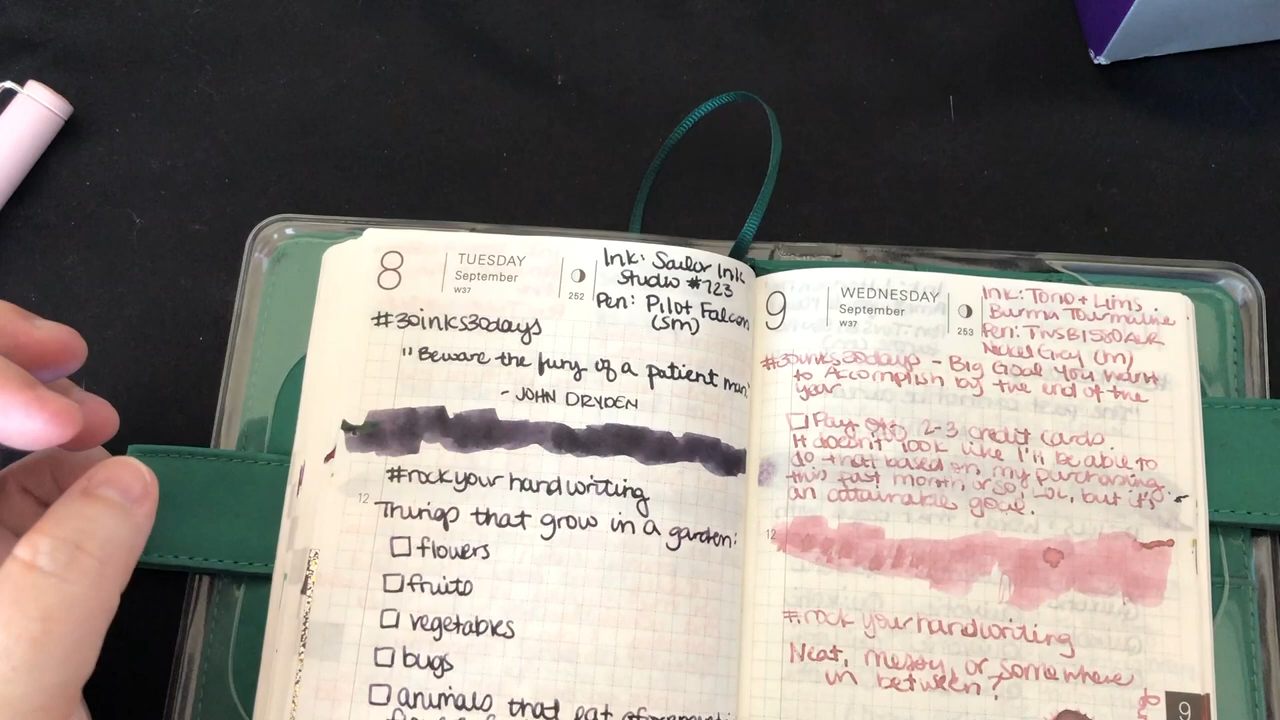 8
TUESDAY
September
W37
252
Ink: Sailor Ink
Studio #123
Pen: Pilot Falcon
(SM)
#30inks30days
"Beware the fury of a patient man."
- JOHN DRYDEN
#rockyourhandwriting
12
Things that grow in a garden:
flowers
fruits
vegetables
bugs
animals that eat
9
WEDNESDAY
September
W37
253
Ink: Tono + Lims
Burma Tourmaline
Pen: TWSBI 580 ALR
Nickel Gray (M)
#30inks30days - Big Goal You Want
to Accomplish by the end of the
year
Pay off 2-3 credit cards.
It doesn't look like I'll be able to
do that based on my purchasing
this past month or so, LOL, but it's
an attainable goal.
12
#rockyourhandwriting
Neat, messy, or somewhere
in between?
9